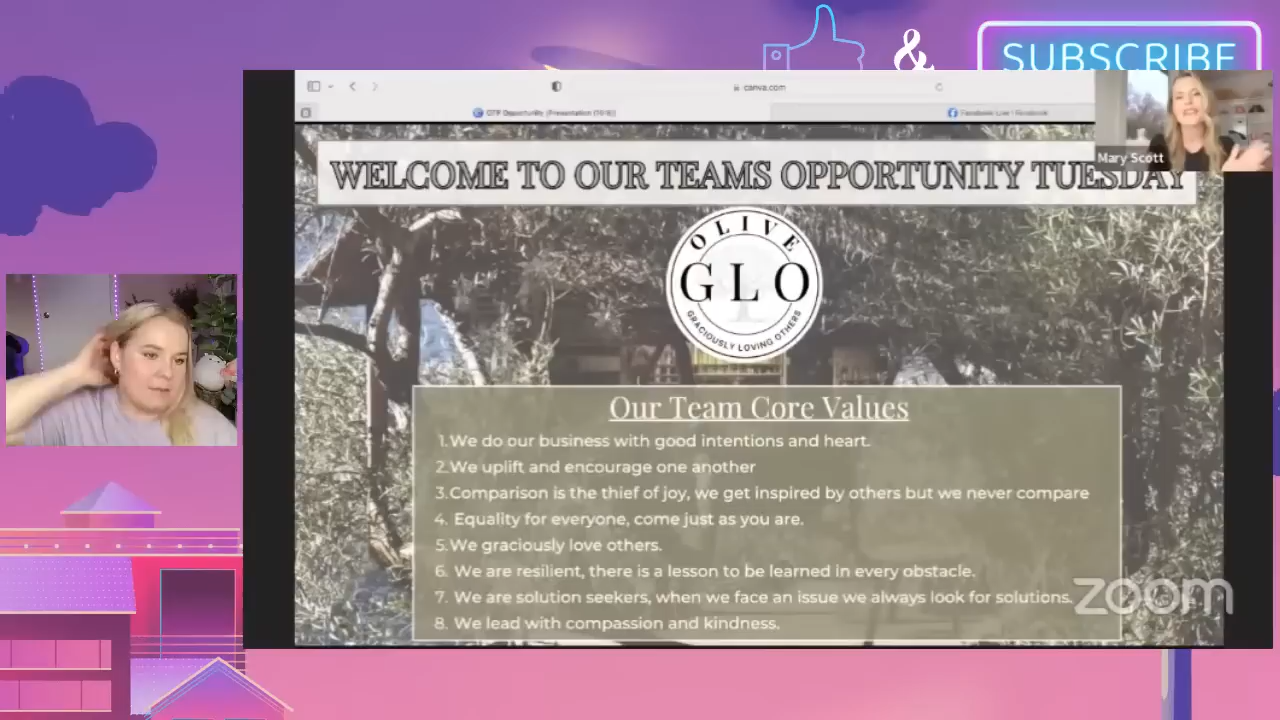 &
SUBSCRIBE
canva.com
Facebook Live | Facebook
Mary Scott
WELCOME TO OUR TEAMS OPPORTUNITY TUESDAY
OLIVE
GLO
GRACIOUSLY LOVING OTHERS
Our Team Core Values
1.We do our business with good intentions and heart.
2.We uplift and encourage one another
3.Comparison is the thief of joy, we get inspired by others but we never compare
4. Equality for everyone, come just as you are.
5.We graciously love others.
6. We are resilient, there is a lesson to be learned in every obstacle.
7. We are solution seekers, when we face an issue we always look for solutions.
8. We lead with compassion and kindness.
zoom